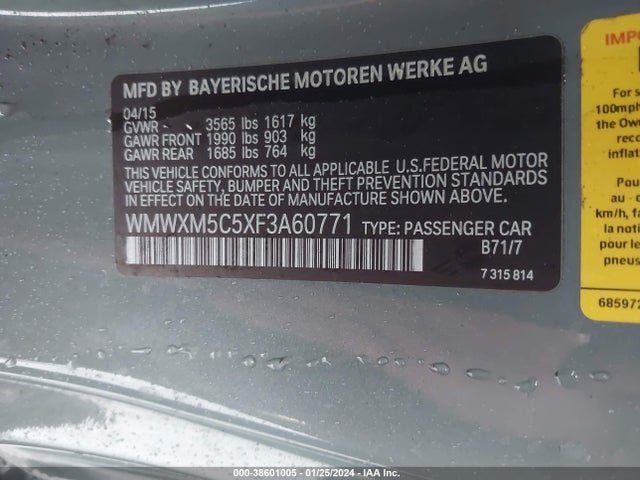 MFD BY BAYERISCHE MOTOREN WERKE AG
04/15
GVWR - 3565 lbs 1617 kg
GAWR FRONT 1990 lbs 903 kg
GAWR REAR 1685 lbs 764 kg
THIS VEHICLE CONFORMS TO ALL APPLICABLE U.S.FEDERAL MOTOR
VEHICLE SAFETY, BUMPER AND THEFT PREVENTION STANDARDS
IN EFFECT ON THE DATE OF MANUFACTURE SHOWN ABOVE.
WMWXM5C5XF3A60771 TYPE: PASSENGER CAR
B71/7
7 315 814
IMPO
For s
100mph
the Own
reco
inflat
Pou
au - d
km/h, fa
la noti
pour le
pneus
68597
000-38601005 - 01/25/2024 - IAA Inc.